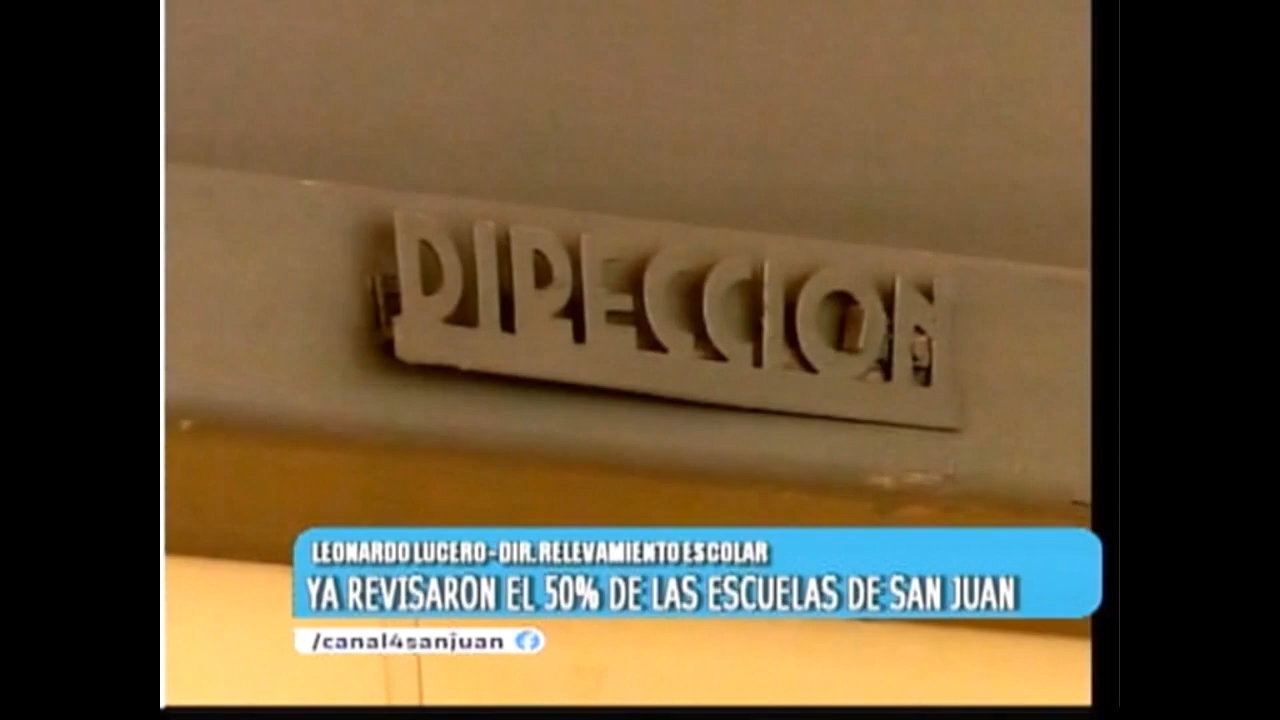 DIRECCION
LEONARDO LUCERO - DIR. RELEVAMIENTO ESCOLAR
YA REVISARON EL 50% DE LAS ESCUELAS DE SAN JUAN
/canal4sanjuan